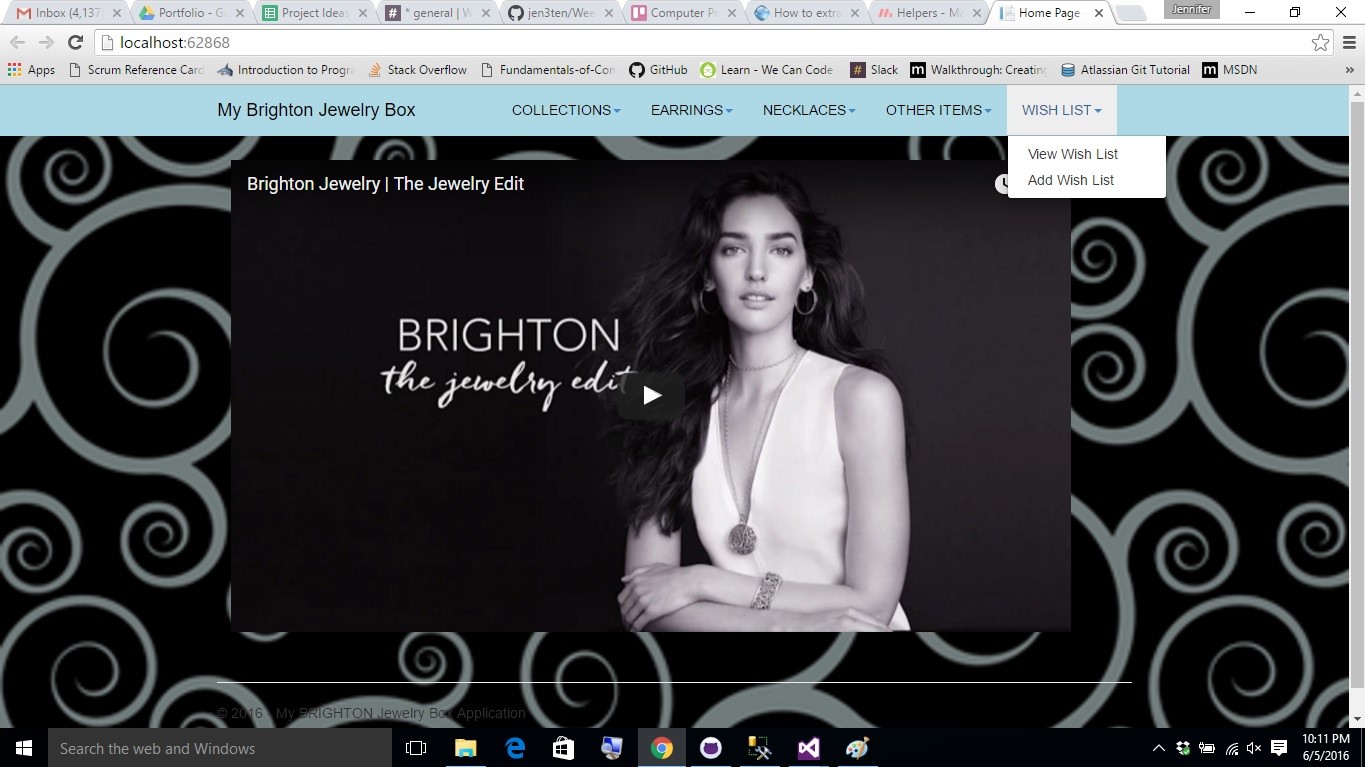 Jennifer
Inbox (4,137
Portfolio - G
Project Ideas
* general | W
jen3ten/Wee
Computer P
How to extra
Helpers - Ma
Home Page
localhost:62868
Apps
Scrum Reference Card
Introduction to Progra
Stack Overflow
Fundamentals-of-Con
GitHub
Learn - We Can Code
Slack
Walkthrough: Creating
Atlassian Git Tutorial
MSDN
»
My Brighton Jewelry Box
COLLECTIONS
EARRINGS
NECKLACES
OTHER ITEMS
WISH LIST
View Wish List
Add Wish List
Brighton Jewelry | The Jewelry Edit
BRIGHTON
the jewelry edit
© 2016 - My BRIGHTON Jewelry Box Application
Search the web and Windows
10:11 PM
6/5/2016